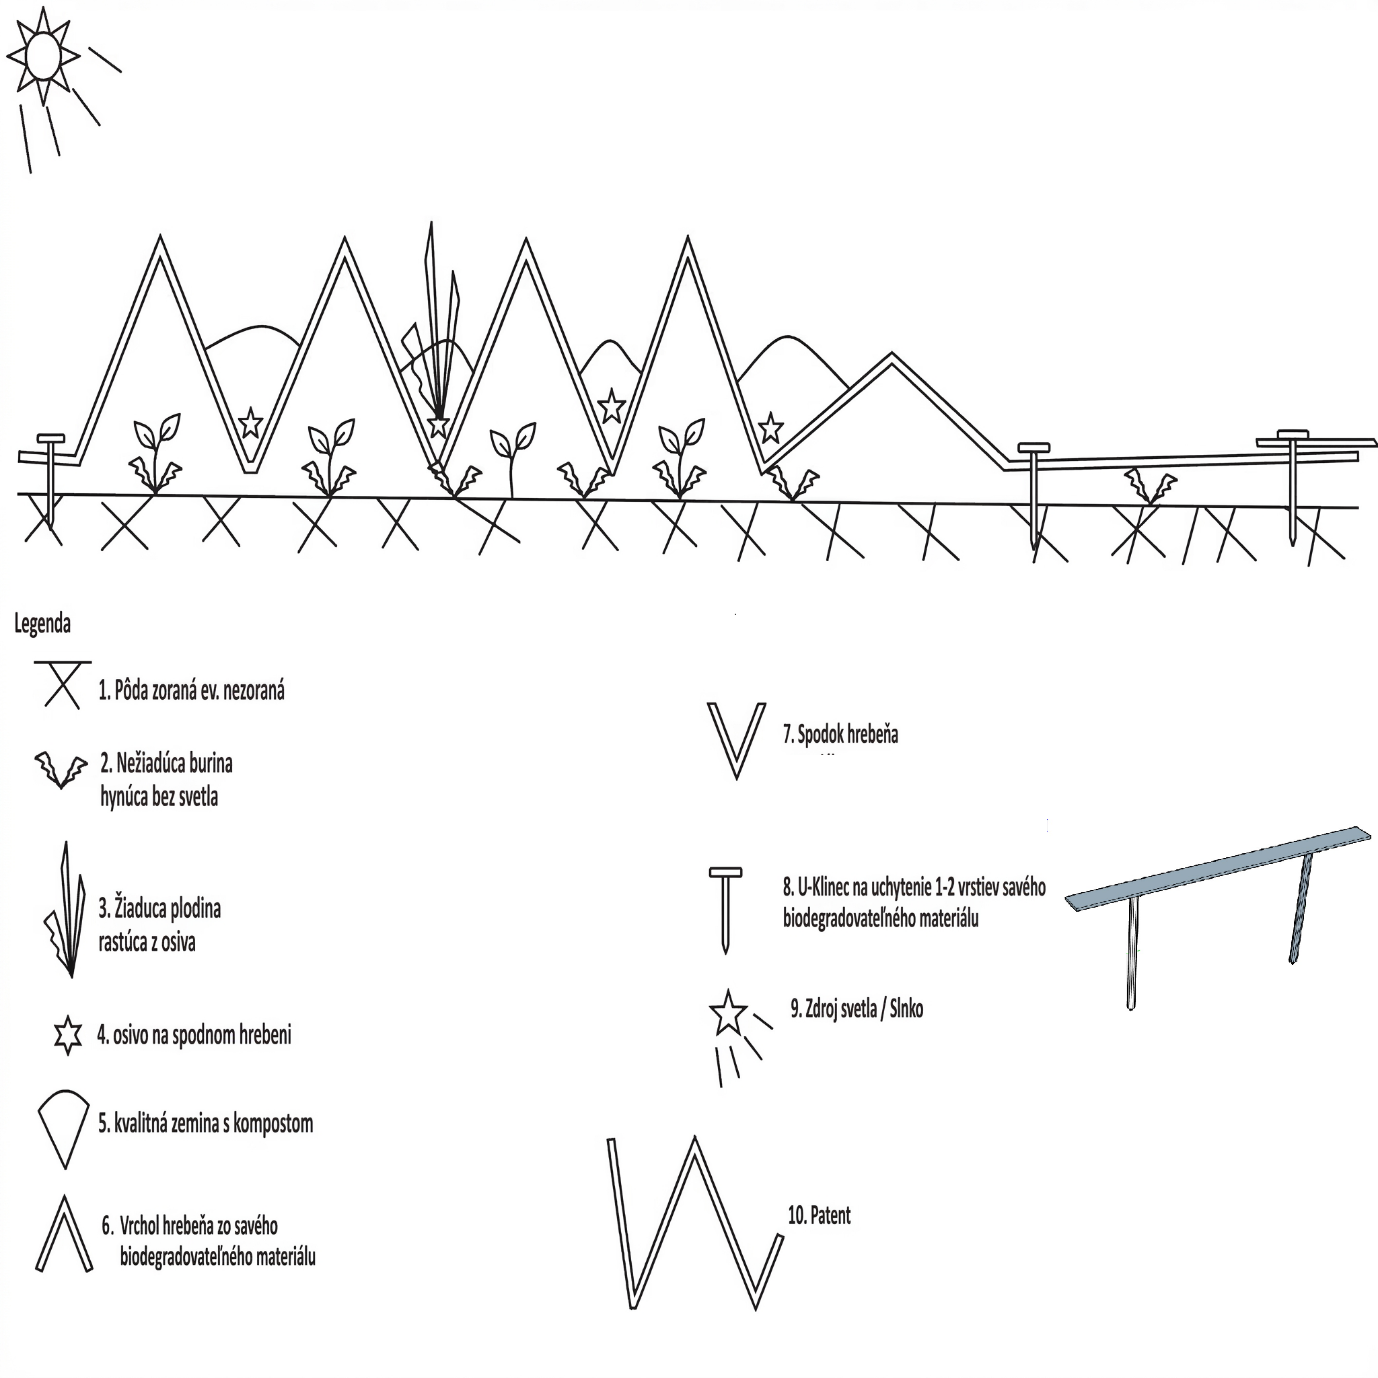 Legenda
1. Pôda zoraná ev. nezoraná
2. Nežiadúca burina
hynúca bez svetla
3. Žiaduca plodina
rastúca z osiva
4. osivo na spodnom hrebeni
5. kvalitná zemina s kompostom
6. Vrchol hrebeňa zo savého
biodegradovateľného materiálu
7. Spodok hrebeňa
8. U-Klinec na uchytenie 1-2 vrstiev savého
biodegradovateľného materiálu
9. Zdroj svetla / Slnko
10. Patent